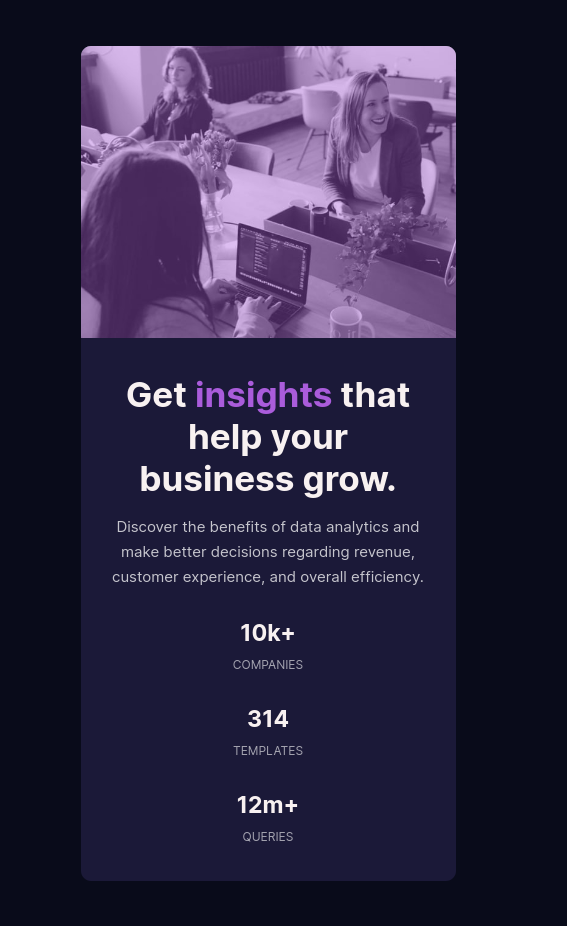 Get insights that
help your
business grow.
Discover the benefits of data analytics and
make better decisions regarding revenue,
customer experience, and overall efficiency.
10k+
COMPANIES
314
TEMPLATES
12m+
QUERIES